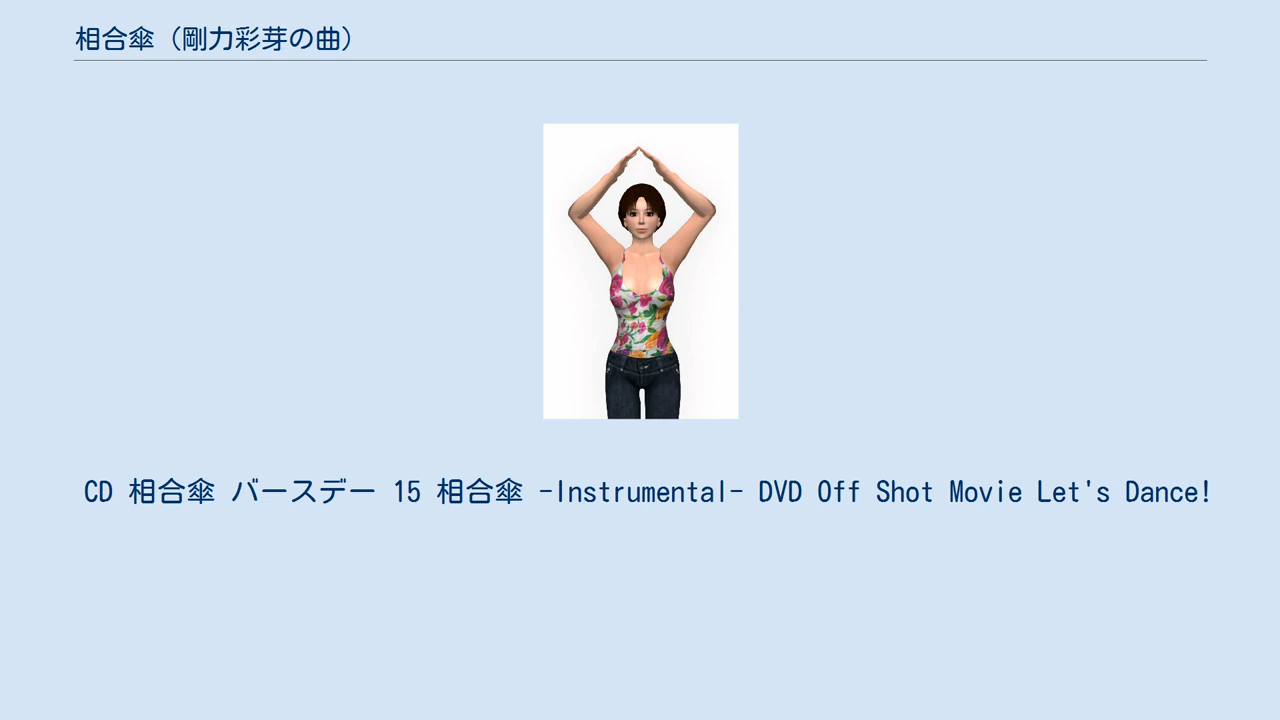 相合傘（剛力彩芽の曲）
CD 相合傘 バースデー 15 相合傘 -Instrumental- DVD Off Shot Movie Let's Dance!